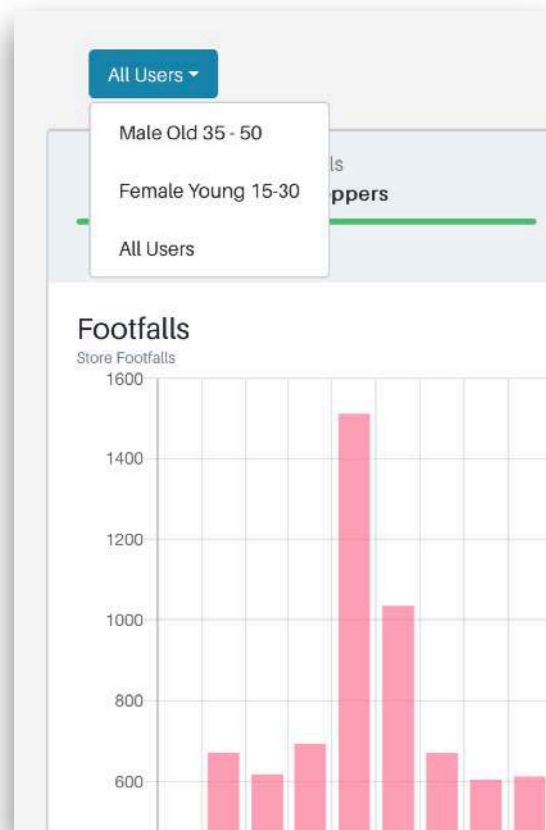 All Users
Male Old 35 - 50
Female Young 15-30
All Users
Footfalls
Store Footfalls
1600
1400
1200
1000
800
600